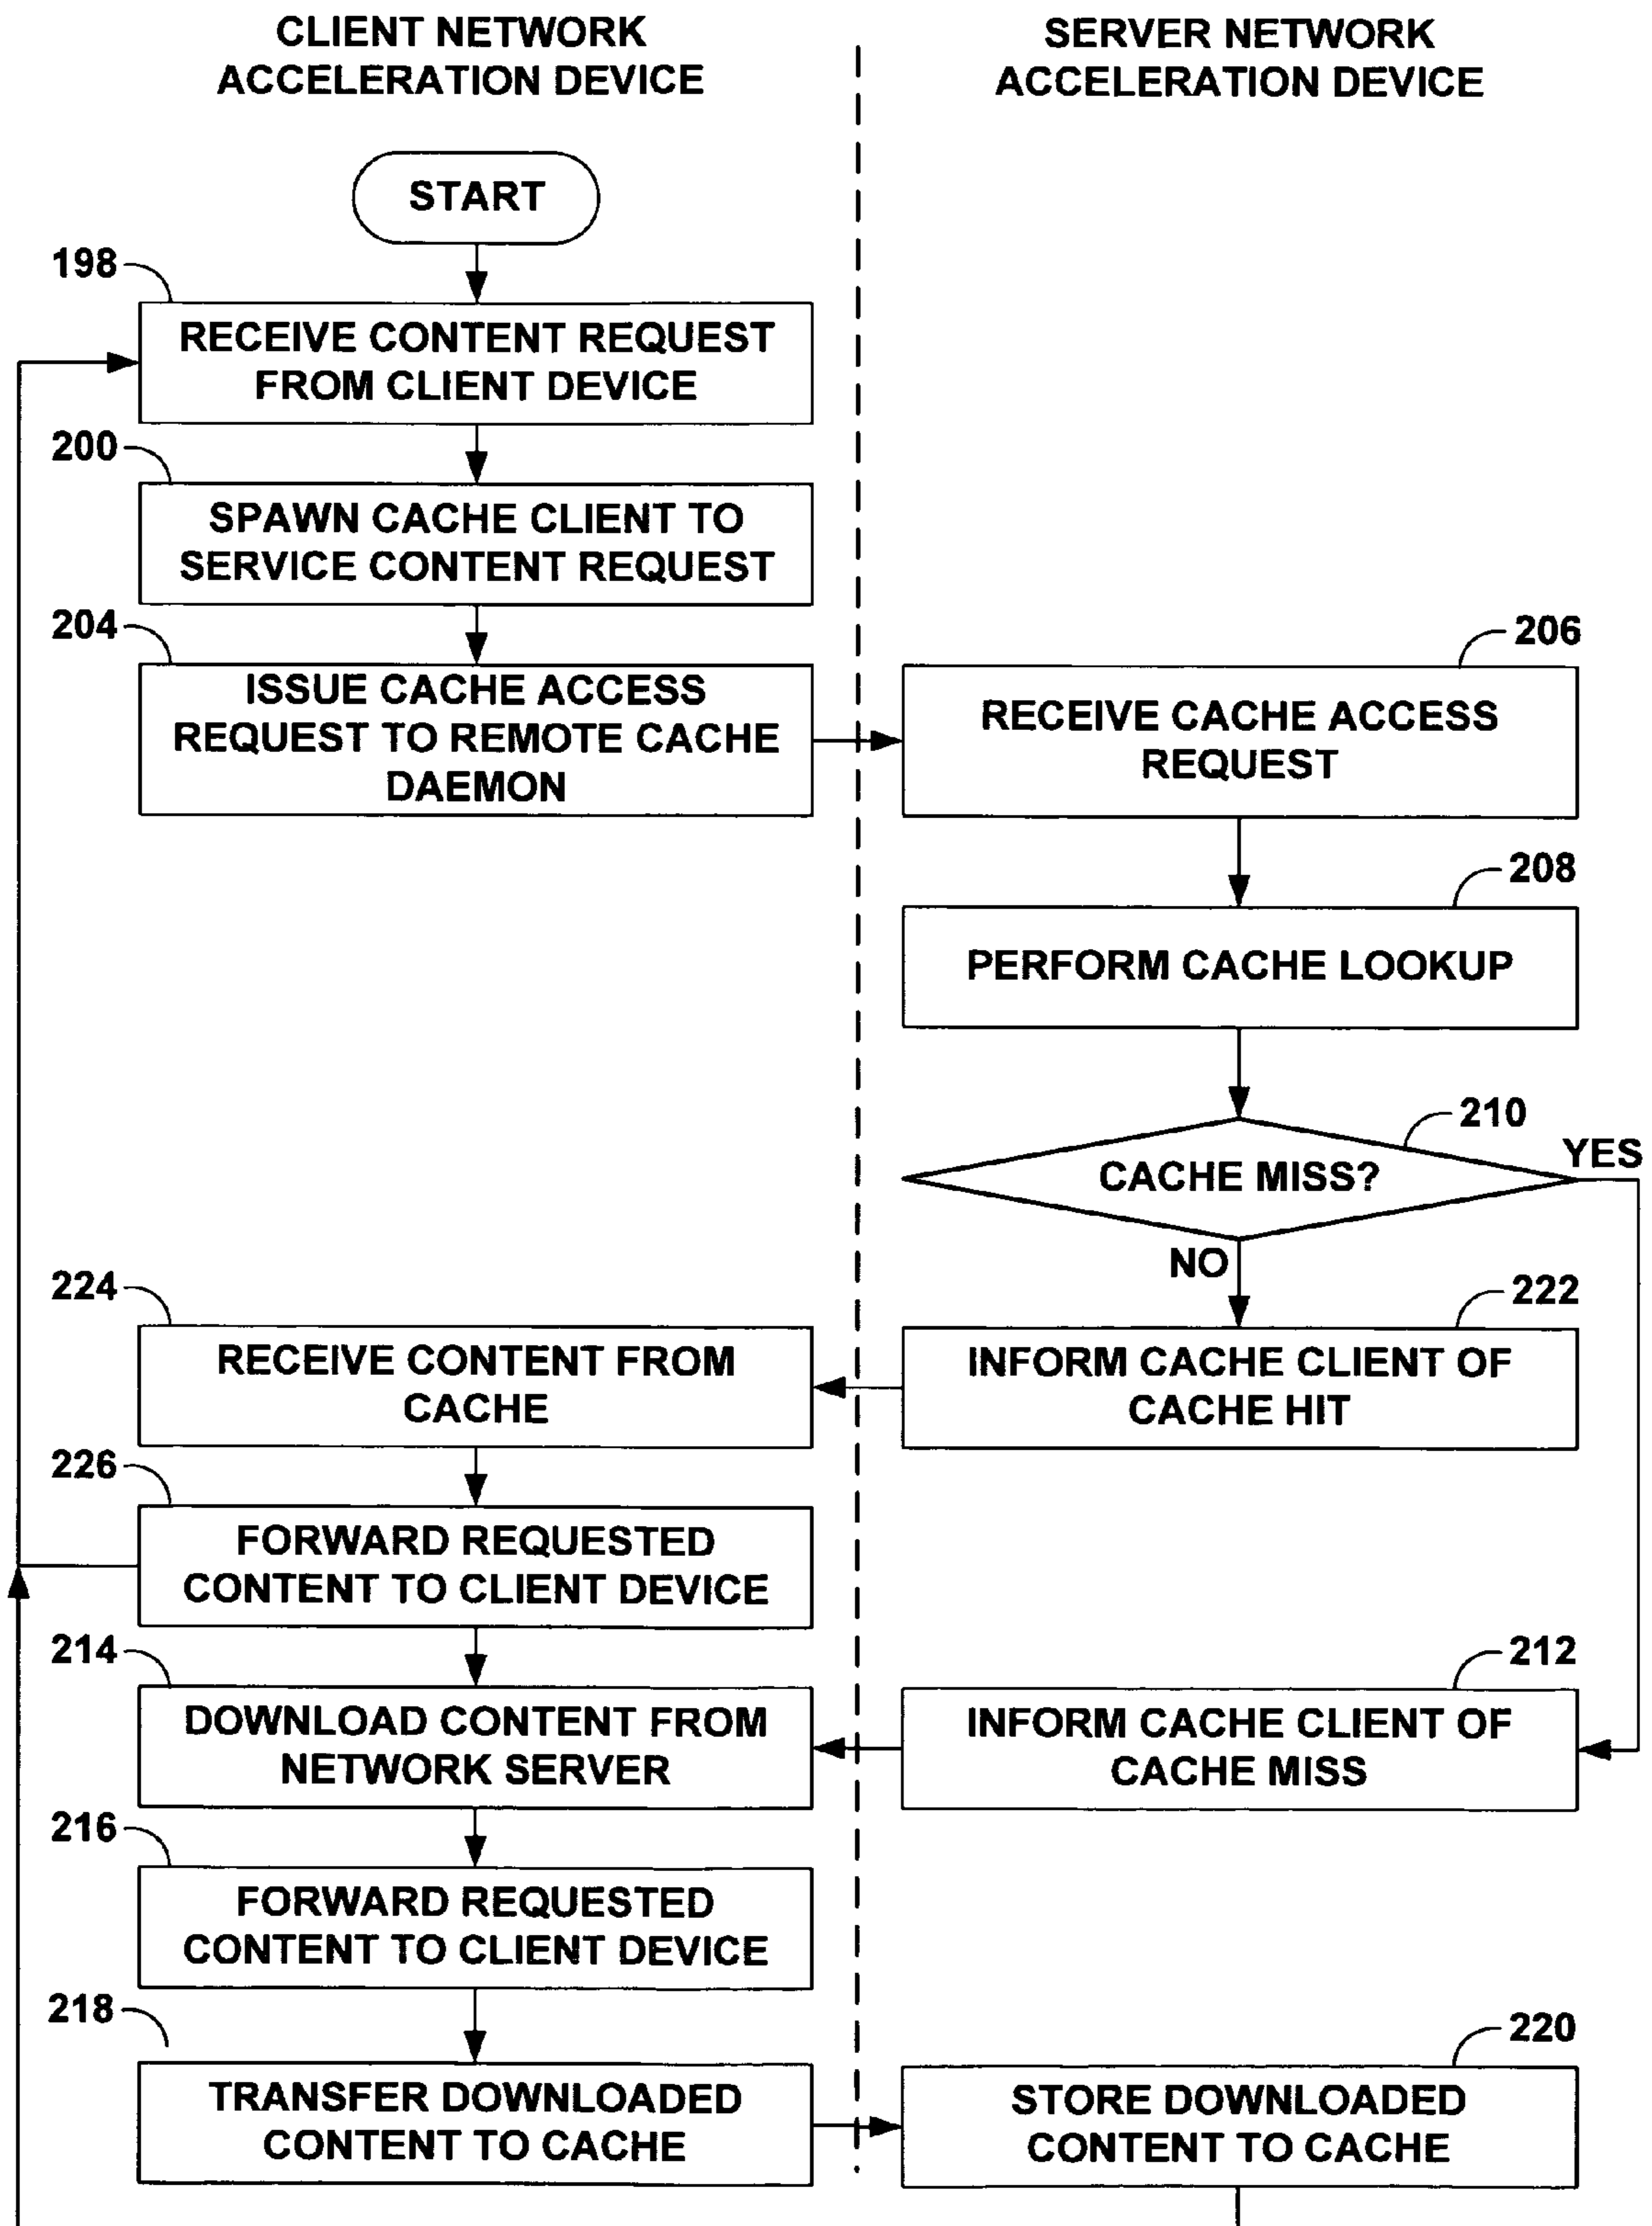 CLIENT NETWORK
ACCELERATION DEVICE
SERVER NETWORK
ACCELERATION DEVICE
START
198
RECEIVE CONTENT REQUEST
FROM CLIENT DEVICE
200
SPAWN CACHE CLIENT TO
SERVICE CONTENT REQUEST
204
ISSUE CACHE ACCESS
REQUEST TO REMOTE CACHE
DAEMON
206
RECEIVE CACHE ACCESS
REQUEST
208
PERFORM CACHE LOOKUP
210
CACHE MISS?
YES
NO
222
INFORM CACHE CLIENT OF
CACHE HIT
224
RECEIVE CONTENT FROM
CACHE
226
FORWARD REQUESTED
CONTENT TO CLIENT DEVICE
212
INFORM CACHE CLIENT OF
CACHE MISS
214
DOWNLOAD CONTENT FROM
NETWORK SERVER
216
FORWARD REQUESTED
CONTENT TO CLIENT DEVICE
218
TRANSFER DOWNLOADED
CONTENT TO CACHE
220
STORE DOWNLOADED
CONTENT TO CACHE